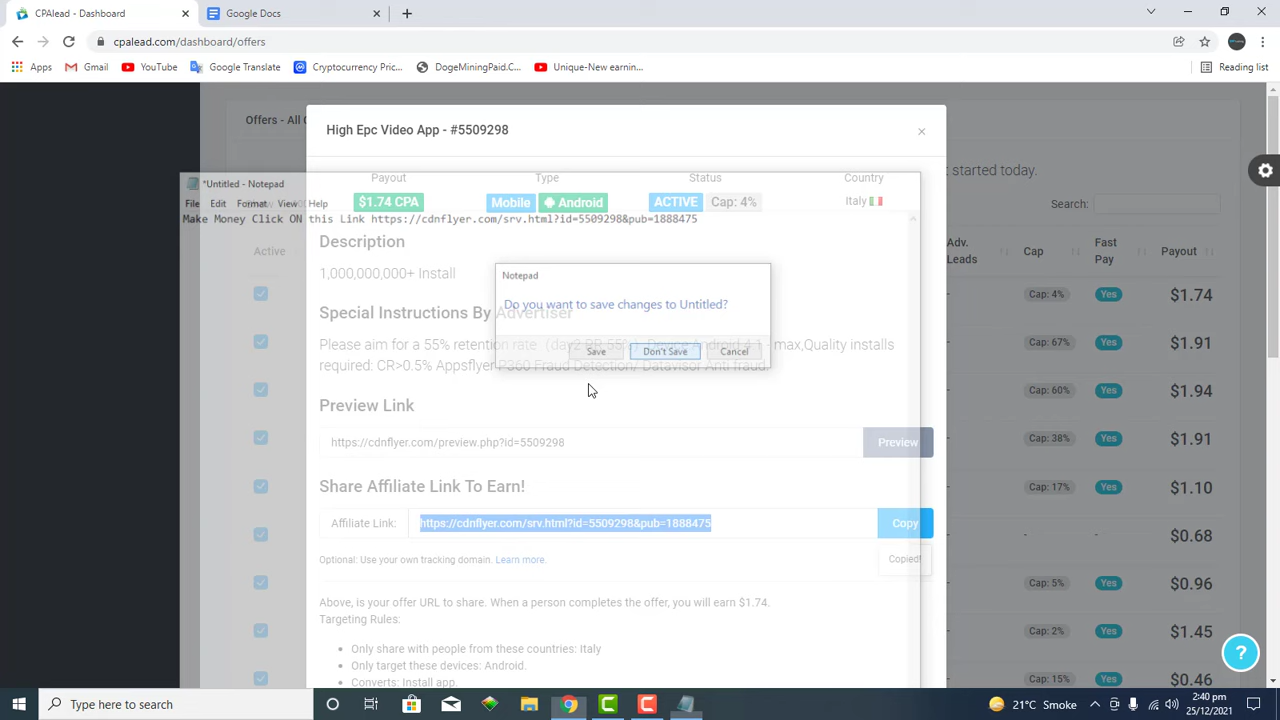 CPAlead - Dashboard
Google Docs
cpalead.com/dashboard/offers
Apps Gmail YouTube Google Translate Cryptocurrency Pric... DogeMiningPaid.C... Unique-New earnin... Reading list
Offers - All
High Epc Video App - #5509298
×
t started today.
Payout Type Status Country
*Untitled - Notepad
$1.74 CPA Mobile Android ACTIVE Cap: 4% Italy
File Edit Format View Help
Search:
Make Money Click ON this Link https://cdnflyer.com/srv.html?id=5509298&pub=1888475
Description
Active
Adv. Leads Cap Fast Pay Payout
1,000,000,000+ Install
Notepad
Do you want to save changes to Untitled?
Save Don't Save Cancel
Special Instructions By Advertiser
Please aim for a 55% retention rate (day2 RR 55%). Device Android 4.1 - max,Quality installs
required: CR>0.5% Appsflyer P360 Fraud Detection/ Datavisor Anti fraud.
Preview Link
https://cdnflyer.com/preview.php?id=5509298 Preview
Share Affiliate Link To Earn!
Affiliate Link: https://cdnflyer.com/srv.html?id=5509298&pub=1888475 Copy
Optional: Use your own tracking domain. Learn more.
Copied!
Above, is your offer URL to share. When a person completes the offer, you will earn $1.74.
Targeting Rules:
Only share with people from these countries: Italy
Only target these devices: Android.
Converts: Install app.
- Cap: 4% Yes $1.74
- Cap: 67% Yes $1.91
- Cap: 60% Yes $1.94
- Cap: 38% Yes $1.91
- Cap: 17% Yes $1.10
- - - $0.68
- Cap: 5% Yes $0.96
- Cap: 2% Yes $1.45
- Cap: 15% Yes $0.46
?
Type here to search
21°C Smoke
2:40 pm
25/12/2021